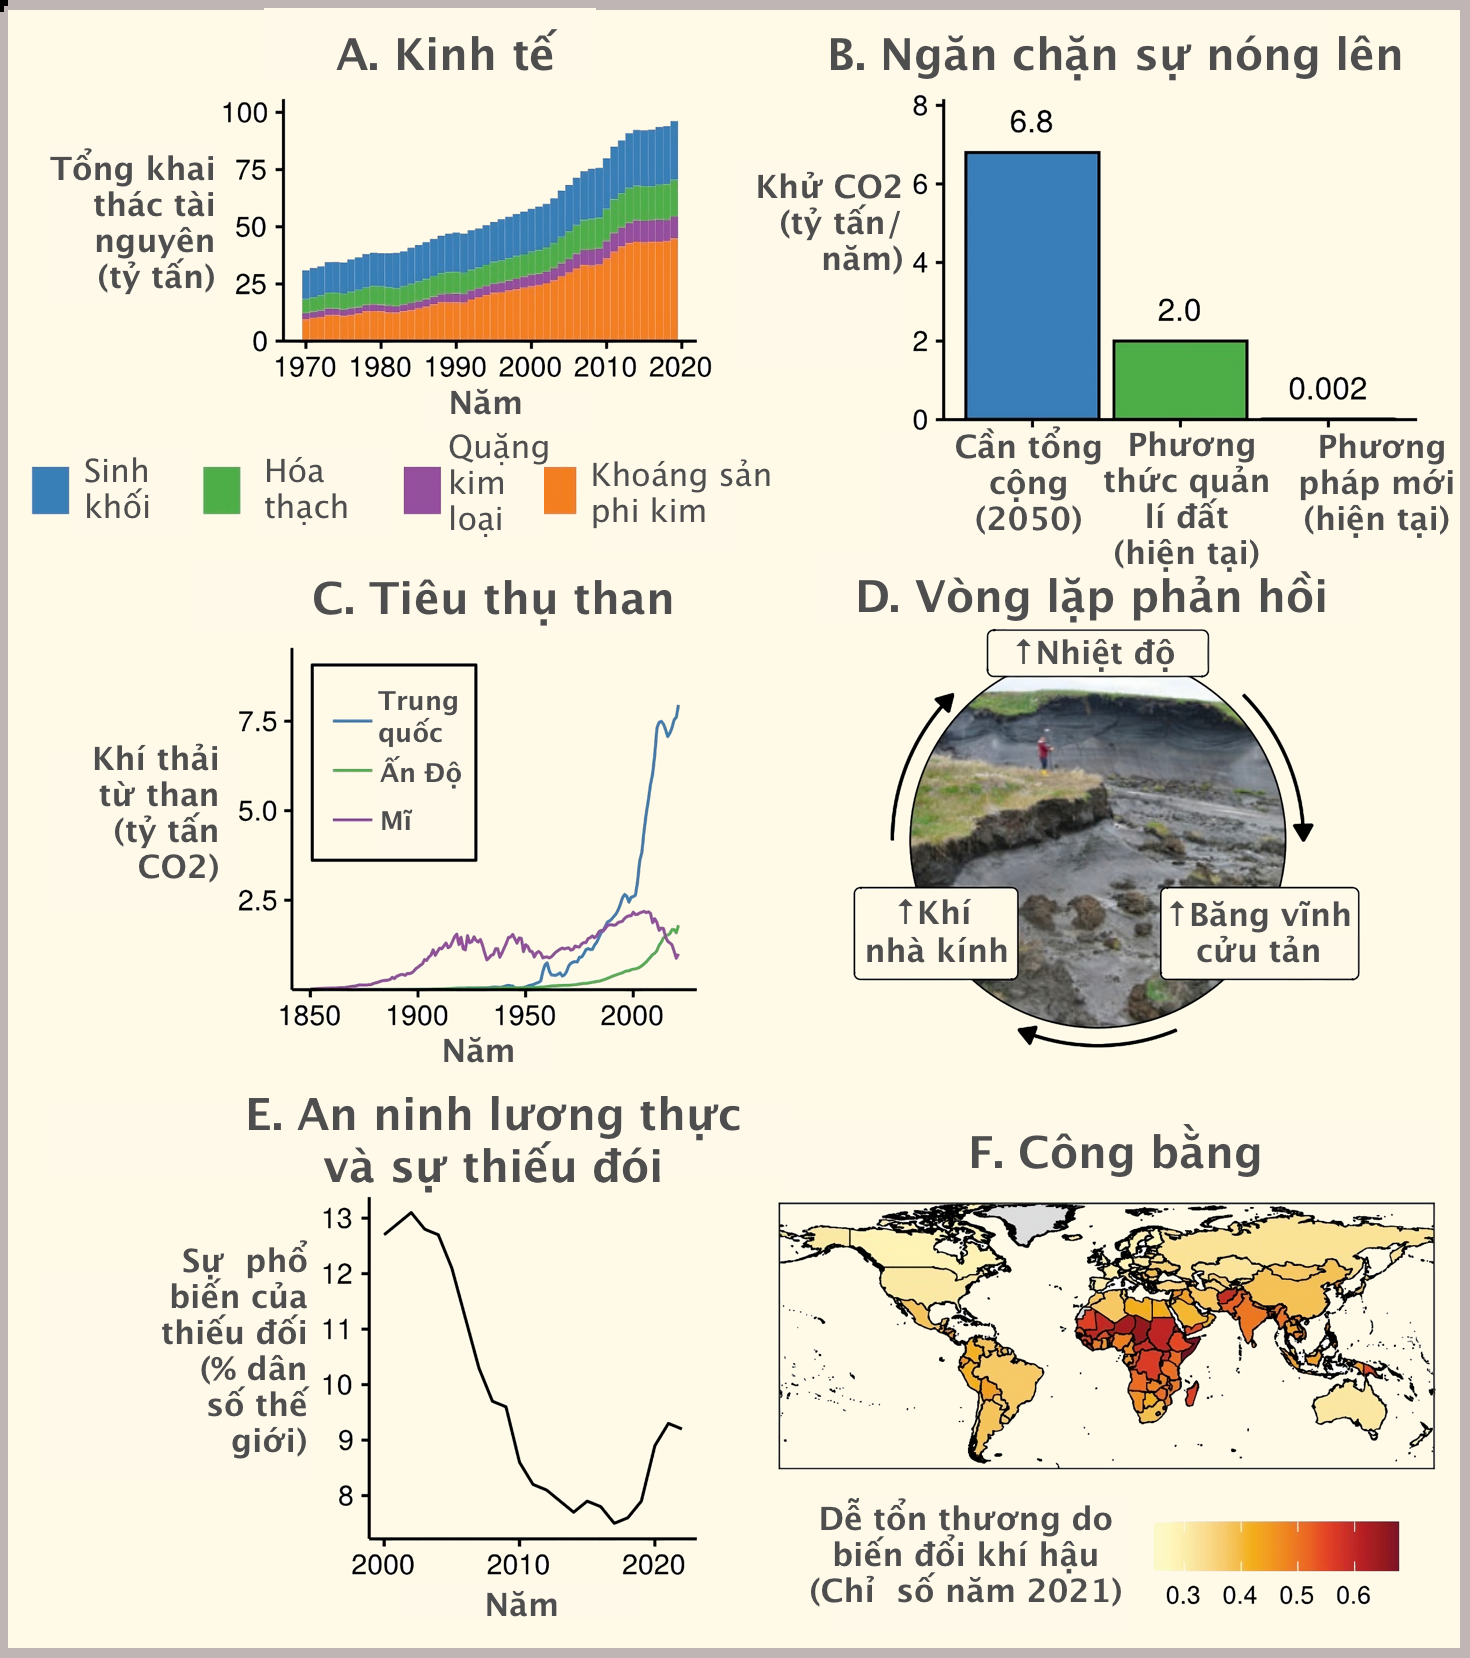 A. Kinh tế
100
75
50
25
0
Tổng khai
thác tài
nguyên
(tỷ tấn)
1970 1980 1990 2000 2010 2020
Năm
Sinh
khối
Hóa
thạch
Quặng
kim
loại
Khoáng sản
phi kim
B. Ngăn chặn sự nóng lên
8
6
4
2
0
Khử CO2
(tỷ tấn/
năm)
6.8
2.0
0.002
Cần tổng
cộng
(2050)
Phương
thức quản
lí đất
(hiện tại)
Phương
pháp mới
(hiện tại)
C. Tiêu thụ than
7.5
5.0
2.5
Khí thải
từ than
(tỷ tấn
CO2)
Trung
quốc
Ấn Độ
Mĩ
1850 1900 1950 2000
Năm
D. Vòng lặp phản hồi
↑Nhiệt độ
↑Khí
nhà kính
↑Băng vĩnh
cửu tản
E. An ninh lương thực
và sự thiếu đói
13
12
11
10
9
8
Sự phổ
biến của
thiếu đối
(% dân
số thế
giới)
2000 2010 2020
Năm
F. Công bằng
Dễ tổn thương do
biến đổi khí hậu
(Chỉ số năm 2021)
0.3 0.4 0.5 0.6